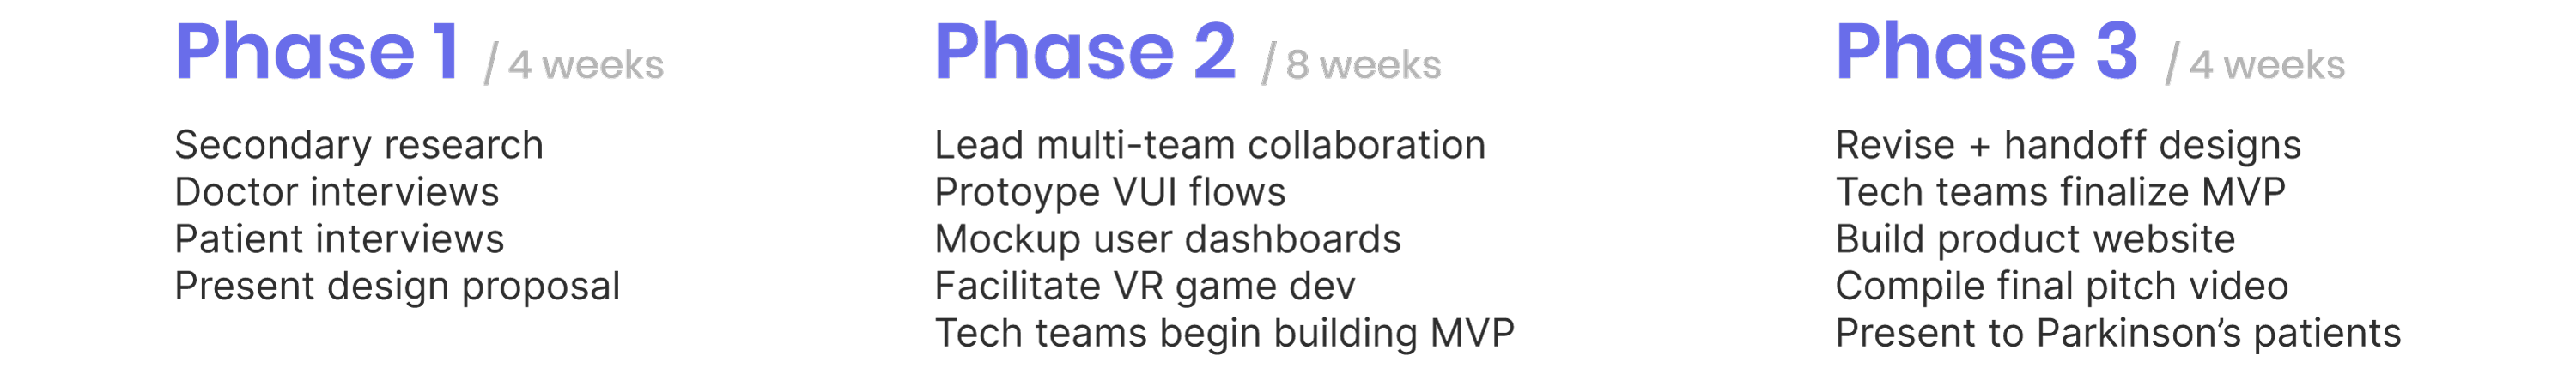 Phase 1 / 4 weeks
Secondary research
Doctor interviews
Patient interviews
Present design proposal
Phase 2 / 8 weeks
Lead multi-team collaboration
Protoype VUI flows
Mockup user dashboards
Facilitate VR game dev
Tech teams begin building MVP
Phase 3 / 4 weeks
Revise + handoff designs
Tech teams finalize MVP
Build product website
Compile final pitch video
Present to Parkinson’s patients